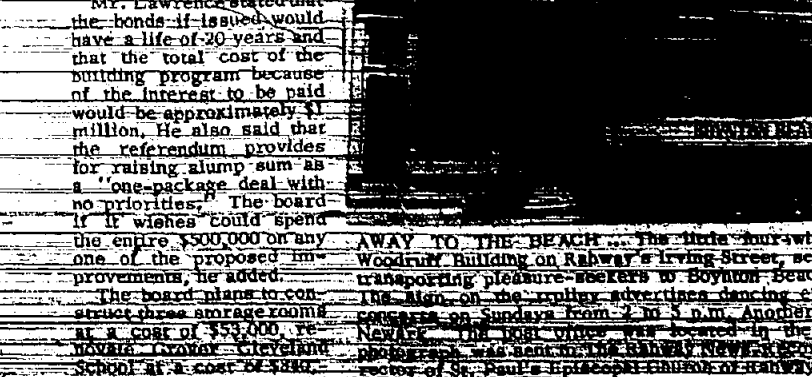 Mr. Lawrence stated that
the bonds if issued would
have a life of 20 years and
that the total cost of the
building program because
of the interest to be paid
would be approximately $1
million. He also said that
the referendum provides
for raising a lump sum as
a "one-package deal with
no priorities." The board
if it wishes could spend
the entire $500,000 on any
one of the proposed im-
provements, he added.
The board plans to con-
struct three storage rooms
at a cost of $53,000, re-
novate Grover Cleveland
School at a cost of
AWAY TO THE BEACH ... The little four-wh
Woodruff Building on Rahway's Irving Street, se
transporting pleasure-seekers to Boynton Beac
The sign on the trolley advertises dancing
concerts on Sundays from 2 to 5 p.m. Another
Newark. The post office was located in the
photograph was sent to The Rahway News-Record
rector of St. Paul's Episcopal Church of Rahway